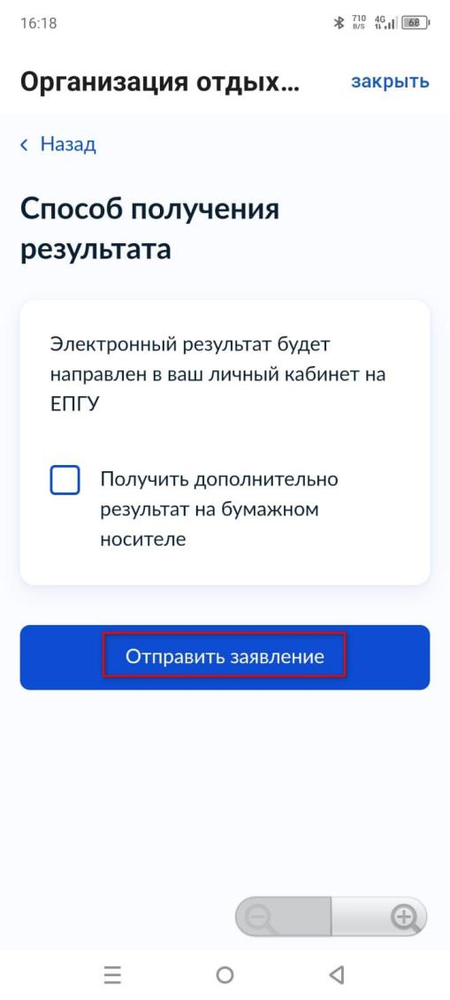 16:18
710 B/S 4G 68
Организация отдых...
закрыть
Назад
Способ получения
результата
Электронный результат будет
направлен в ваш личный кабинет на
ЕПГУ
Получить дополнительно
результат на бумажном
носителе
Отправить заявление